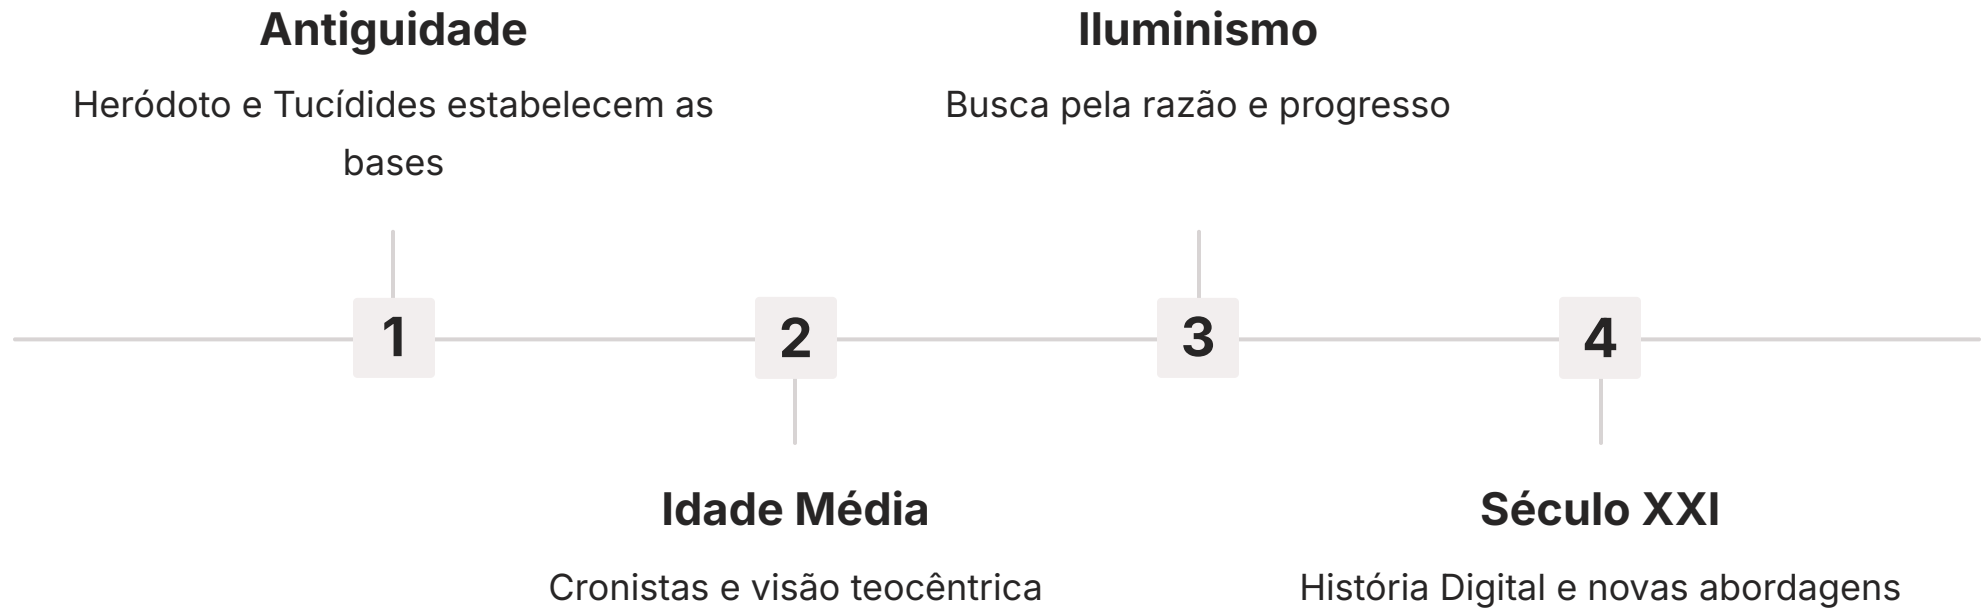 Antiguidade
Heródoto e Tucídides estabelecem as
bases
Iluminismo
Busca pela razão e progresso
1
2
3
4
Idade Média
Cronistas e visão teocêntrica
Século XXI
História Digital e novas abordagens